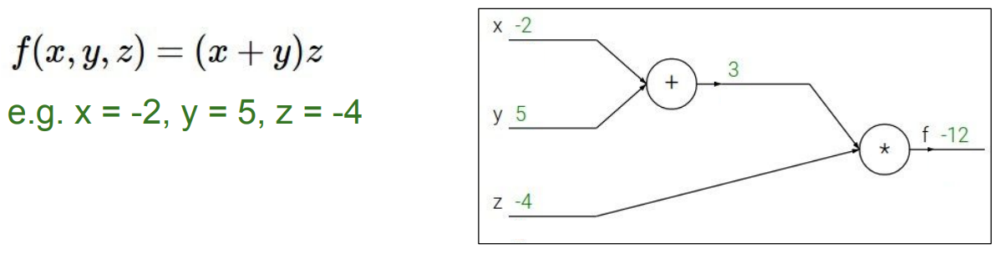 f(x, y, z) = (x + y)z
e.g. x = -2, y = 5, z = -4
x -2
+
3
y 5
*
f -12
z -4